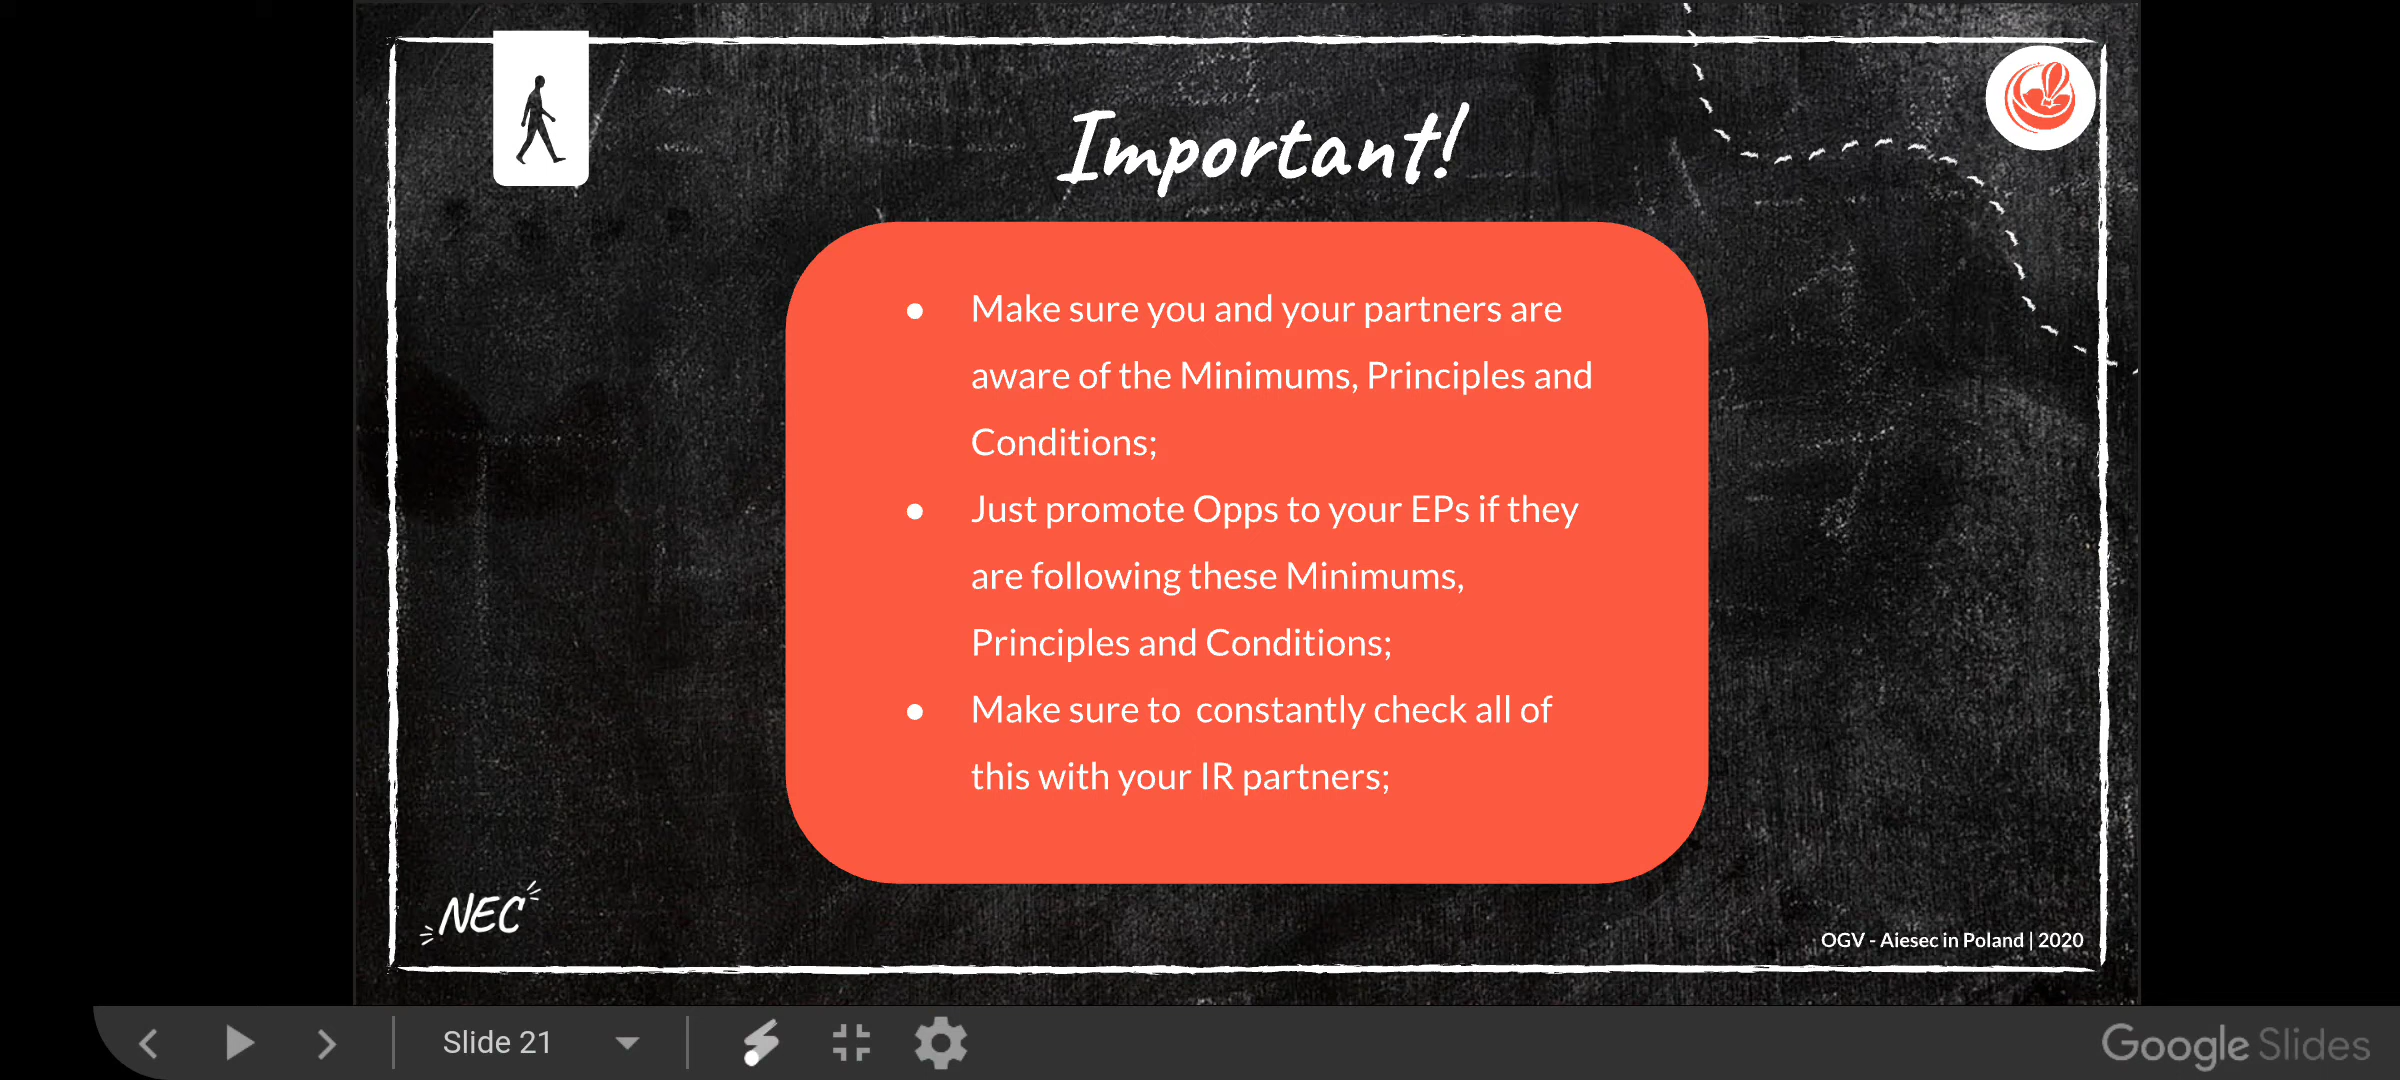 Important!
● Make sure you and your partners are
aware of the Minimums, Principles and
Conditions;
● Just promote Opps to your EPs if they
are following these Minimums,
Principles and Conditions;
● Make sure to  constantly check all of
this with your IR partners;
NEC
OGV - Aiesec in Poland | 2020
Slide 21
Google Slides